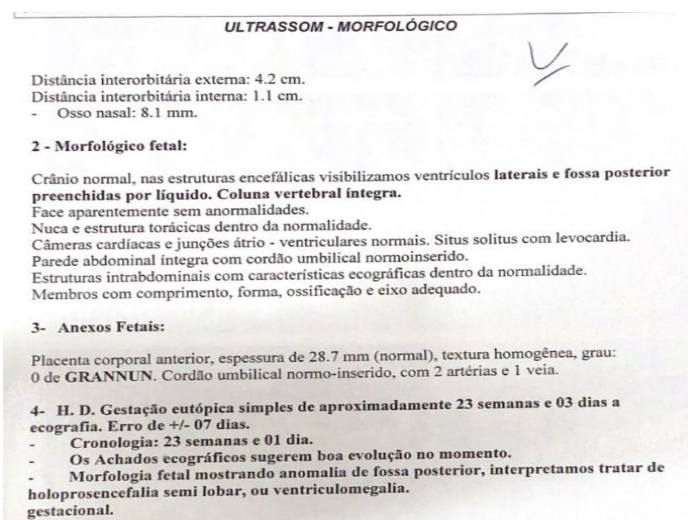 ULTRASSOM - MORFOLÓGICO
Distância interorbitária externa: 4.2 cm.
Distância interorbitária interna: 1.1 cm.
- Osso nasal: 8.1 mm.
2 - Morfológico fetal:
Crânio normal, nas estruturas encefálicas visibilizamos ventrículos laterais e fossa posterior
preenchidas por líquido. Coluna vertebral íntegra.
Face aparentemente sem anormalidades.
Nuca e estrutura torácicas dentro da normalidade.
Câmeras cardíacas e junções átrio - ventriculares normais. Situs solitus com levocardia.
Parede abdominal íntegra com cordão umbilical normoinserido.
Estruturas intrabdominais com características ecográficas dentro da normalidade.
Membros com comprimento, forma, ossificação e eixo adequado.
3- Anexos Fetais:
Placenta corporal anterior, espessura de 28.7 mm (normal), textura homogênea, grau:
0 de GRANNUN. Cordão umbilical normo-inserido, com 2 artérias e 1 veia.
4- H. D. Gestação eutópica simples de aproximadamente 23 semanas e 03 dias a
ecografia. Erro de +/- 07 dias.
- Cronologia: 23 semanas e 01 dia.
- Os Achados ecográficos sugerem boa evolução no momento.
- Morfologia fetal mostrando anomalia de fossa posterior, interpretamos tratar de
holoprosencefalia semi lobar, ou ventriculomegalia.
gestacional.